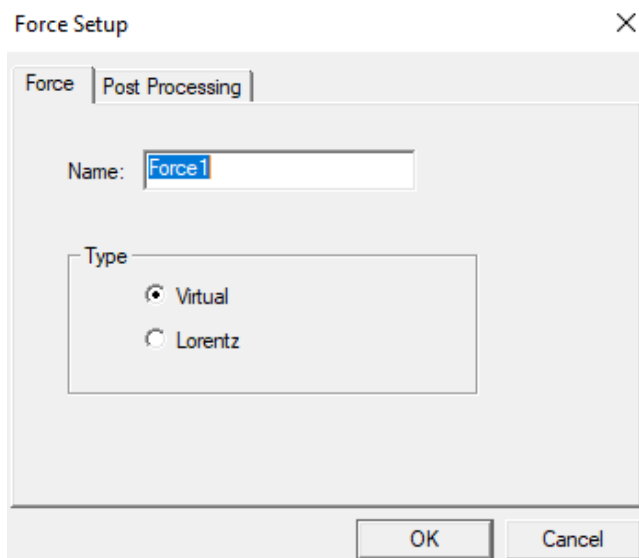 Force Setup
Force
Post Processing
Name:
Force1
Type
Virtual
Lorentz
OK
Cancel